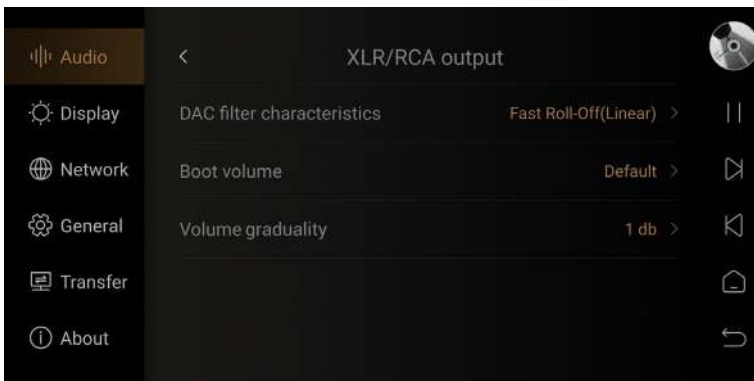 Audio
Display
Network
General
Transfer
About
XLR/RCA output
DAC filter characteristics Fast Roll-Off(Linear)
Boot volume Default
Volume graduality 1 db